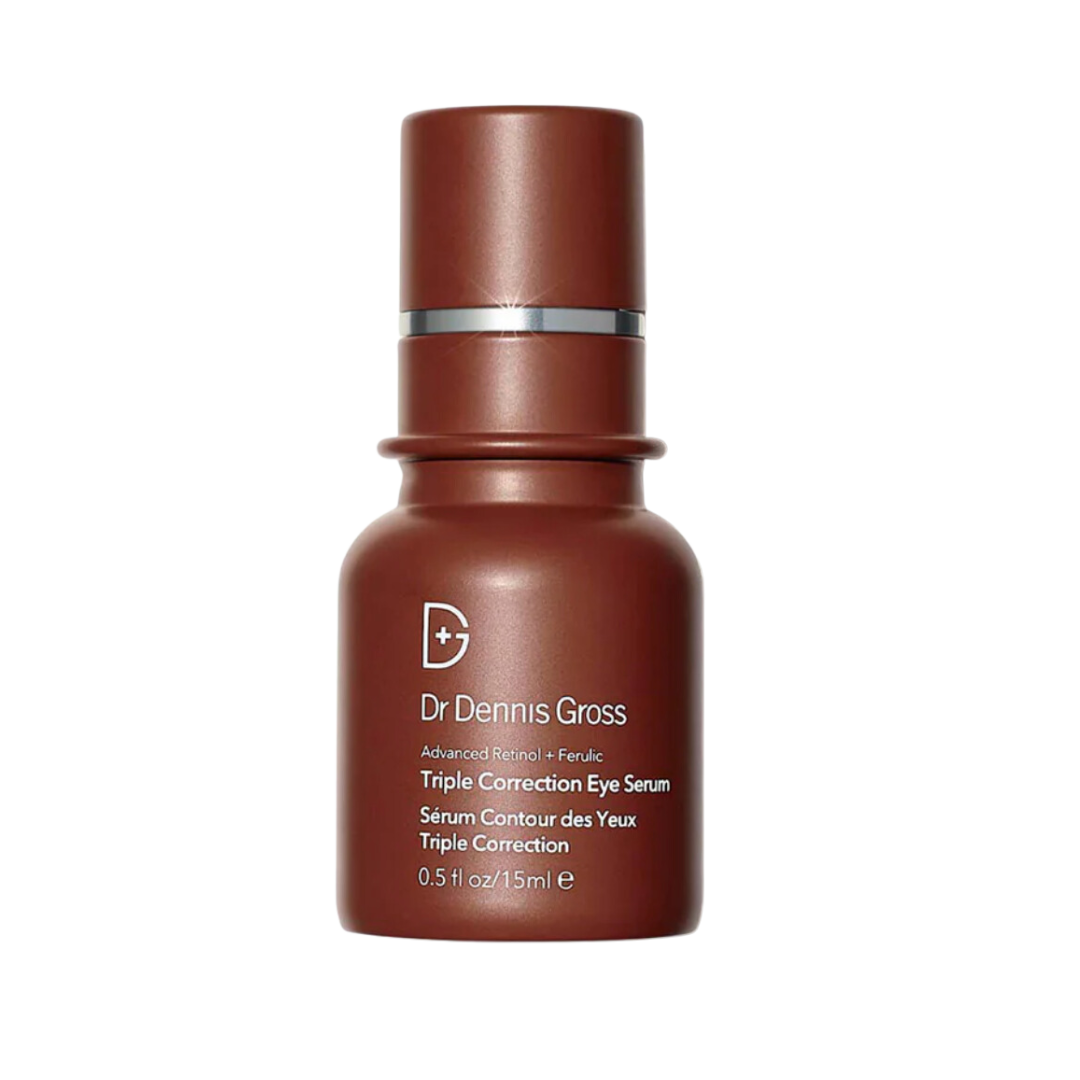 D+G
Dr Dennis Gross
Advanced Retinol + Ferulic
Triple Correction Eye Serum
Sérum Contour des Yeux
Triple Correction
0.5 fl oz/15ml e